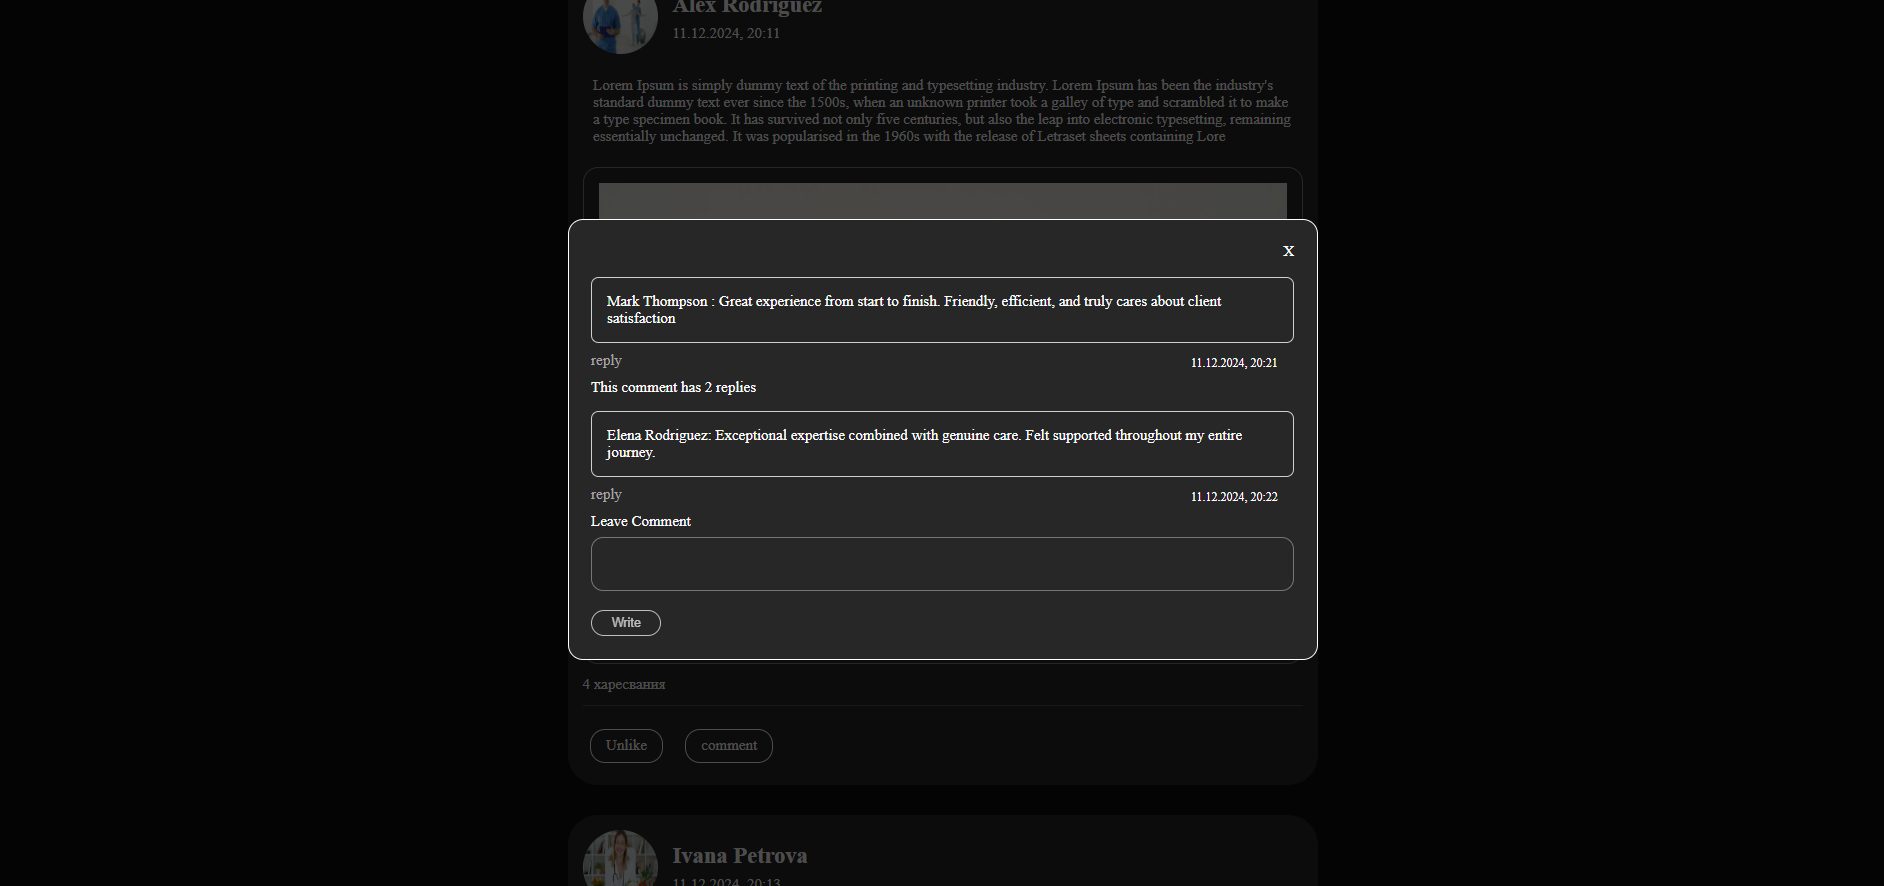 Alex Rodriguez
11.12.2024, 20:11
Lorem Ipsum is simply dummy text of the printing and typesetting industry. Lorem Ipsum has been the industry's
standard dummy text ever since the 1500s, when an unknown printer took a galley of type and scrambled it to make
a type specimen book. It has survived not only five centuries, but also the leap into electronic typesetting, remaining
essentially unchanged. It was popularised in the 1960s with the release of Letraset sheets containing Lore
X
Mark Thompson : Great experience from start to finish. Friendly, efficient, and truly cares about client
satisfaction
reply
11.12.2024, 20:21
This comment has 2 replies
Elena Rodriguez: Exceptional expertise combined with genuine care. Felt supported throughout my entire
journey.
reply
11.12.2024, 20:22
Leave Comment
Write
4 харесвания
Unlike
comment
Ivana Petrova
11.12.2024, 20:13